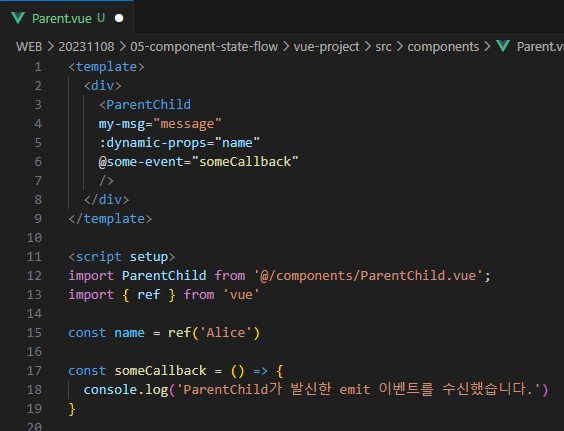 Parent.vue U
WEB > 20231108 > 05-component-state-flow > vue-project > src > components > Parent.v
1 <template>
2   <div>
3     <ParentChild
4     my-msg="message"
5     :dynamic-props="name"
6     @some-event="someCallback"
7     />
8   </div>
9 </template>
10
11 <script setup>
12 import ParentChild from '@/components/ParentChild.vue';
13 import { ref } from 'vue'
14
15 const name = ref('Alice')
16
17 const someCallback = () => {
18   console.log('ParentChild가 발신한 emit 이벤트를 수신했습니다.')
19 }
20